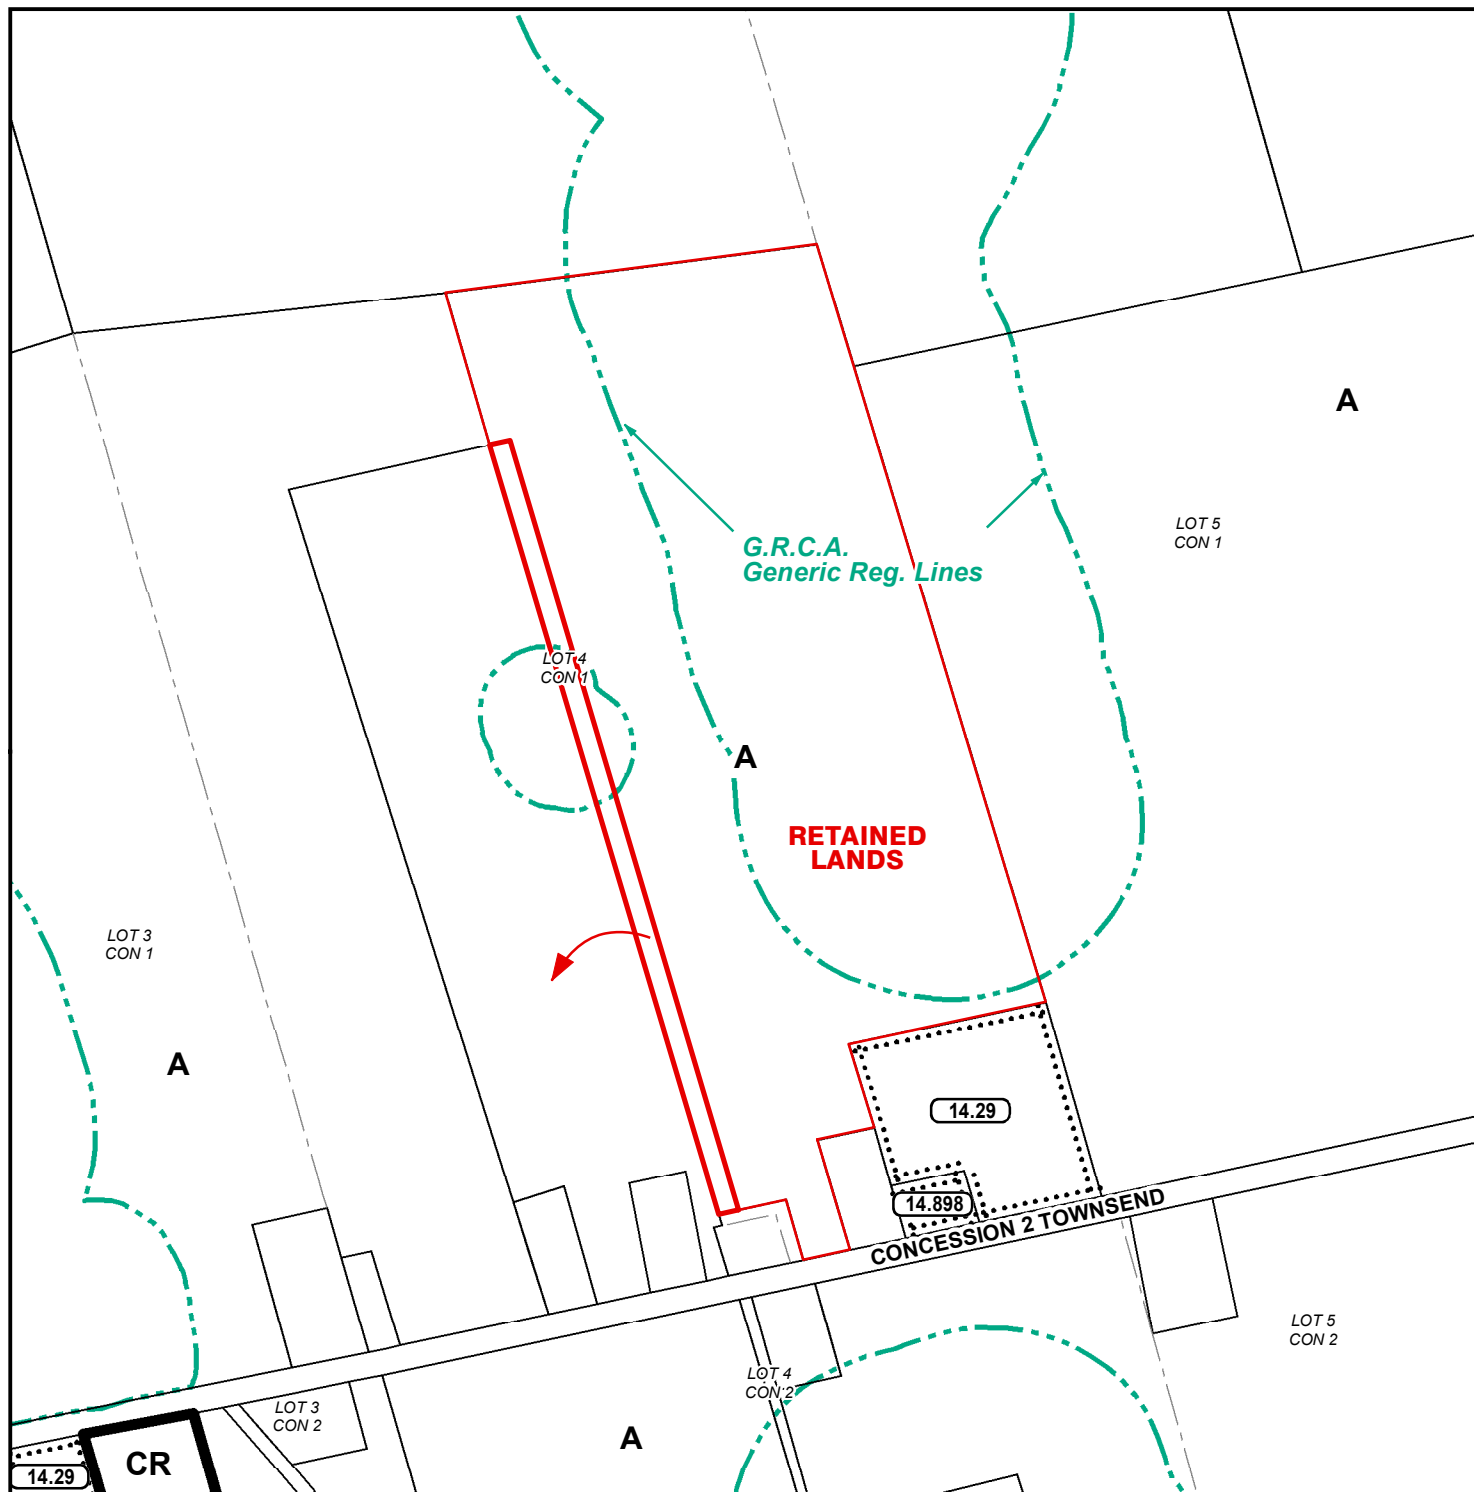 A
LOT 5
CON 1
G.R.C.A.
Generic Reg. Lines
LOT 4
CON 1
A
RETAINED
LANDS
LOT 3
CON 1
A
14.29
14.898
CONCESSION 2 TOWNSEND
LOT 5
CON 2
LOT 4
CON 2
LOT 3
CON 2
A
CR
14.29